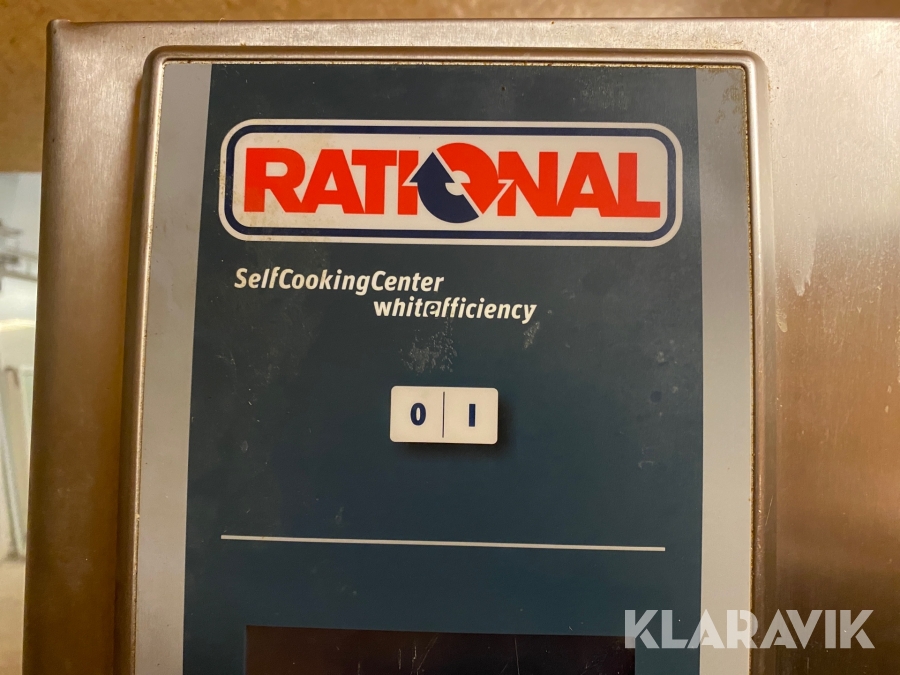 RATIONAL
SelfCookingCenter
whitefficiency
0 I
KLARAVIK